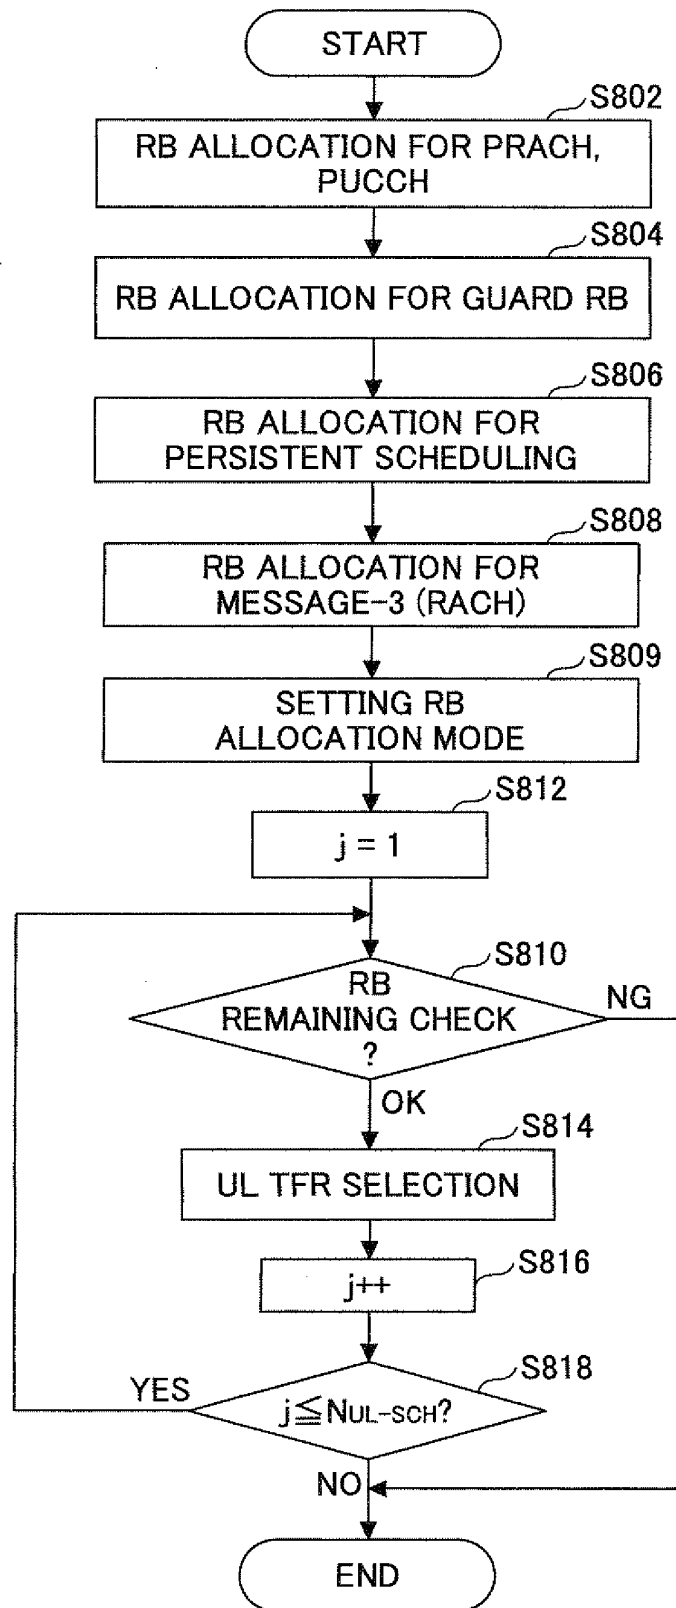 START
S802
RB ALLOCATION FOR PRACH,
PUCCH
S804
RB ALLOCATION FOR GUARD RB
S806
RB ALLOCATION FOR
PERSISTENT SCHEDULING
S808
RB ALLOCATION FOR
MESSAGE-3 (RACH)
S809
SETTING RB
ALLOCATION MODE
S812
j = 1
S810
RB
REMAINING CHECK
?
NG
OK
S814
UL TFR SELECTION
S816
j++
S818
YES
j≦NUL-SCH?
NO
END